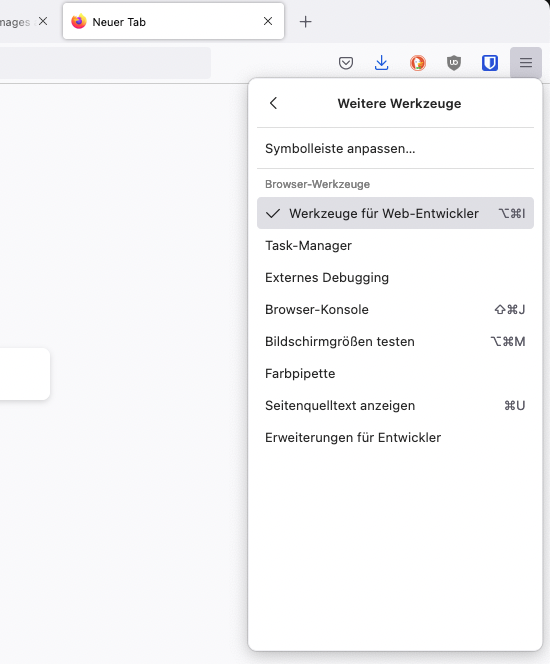 mages
Neuer Tab
UD
Weitere Werkzeuge
Symbolleiste anpassen...
Browser-Werkzeuge
Werkzeuge für Web-Entwickler ⌥⌘I
Task-Manager
Externes Debugging
Browser-Konsole ⇧⌘J
Bildschirmgrößen testen ⌥⌘M
Farbpipette
Seitenquelltext anzeigen ⌘U
Erweiterungen für Entwickler